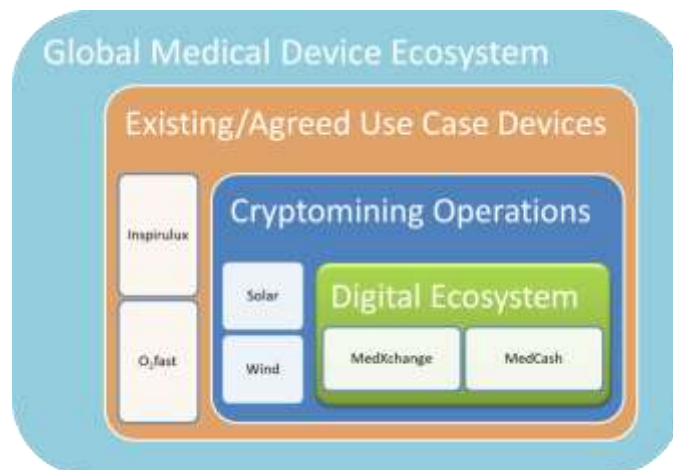 Global Medical Device Ecosystem
Existing/Agreed Use Case Devices
Inspirulux
O₂fast
Cryptomining Operations
Solar
Wind
Digital Ecosystem
MedXchange
MedCash